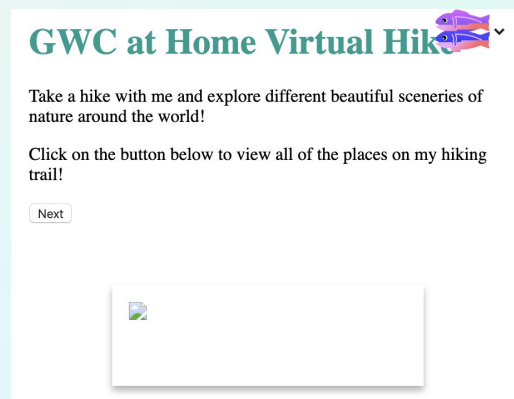 GWC at Home Virtual Hike
Take a hike with me and explore different beautiful sceneries of
nature around the world!
Click on the button below to view all of the places on my hiking
trail!
Next